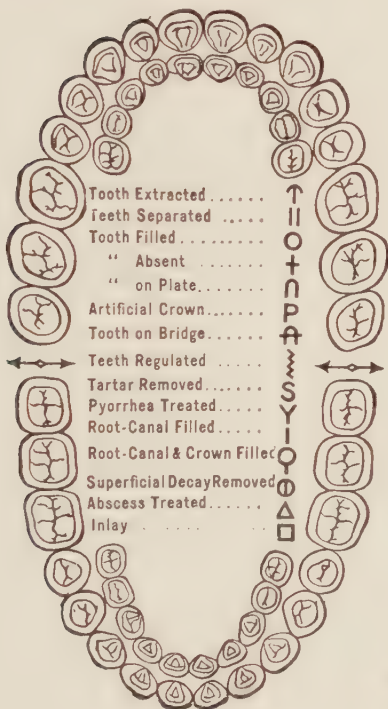 Tooth Extracted...... ↑
Teeth Separated ..... ||
Tooth Filled......... O
“ Absent ....... +
“ on Plate....... ∩
Artificial Crown...... P
Tooth on Bridge...... A
Teeth Regulated .....
Tartar Removed....... S
Pyorrhea Treated..... Y
Root-Canal Filled..... I
Root-Canal & Crown Filled
Superficial Decay Removed
Abscess Treated...... △
Inlay . .... .. □